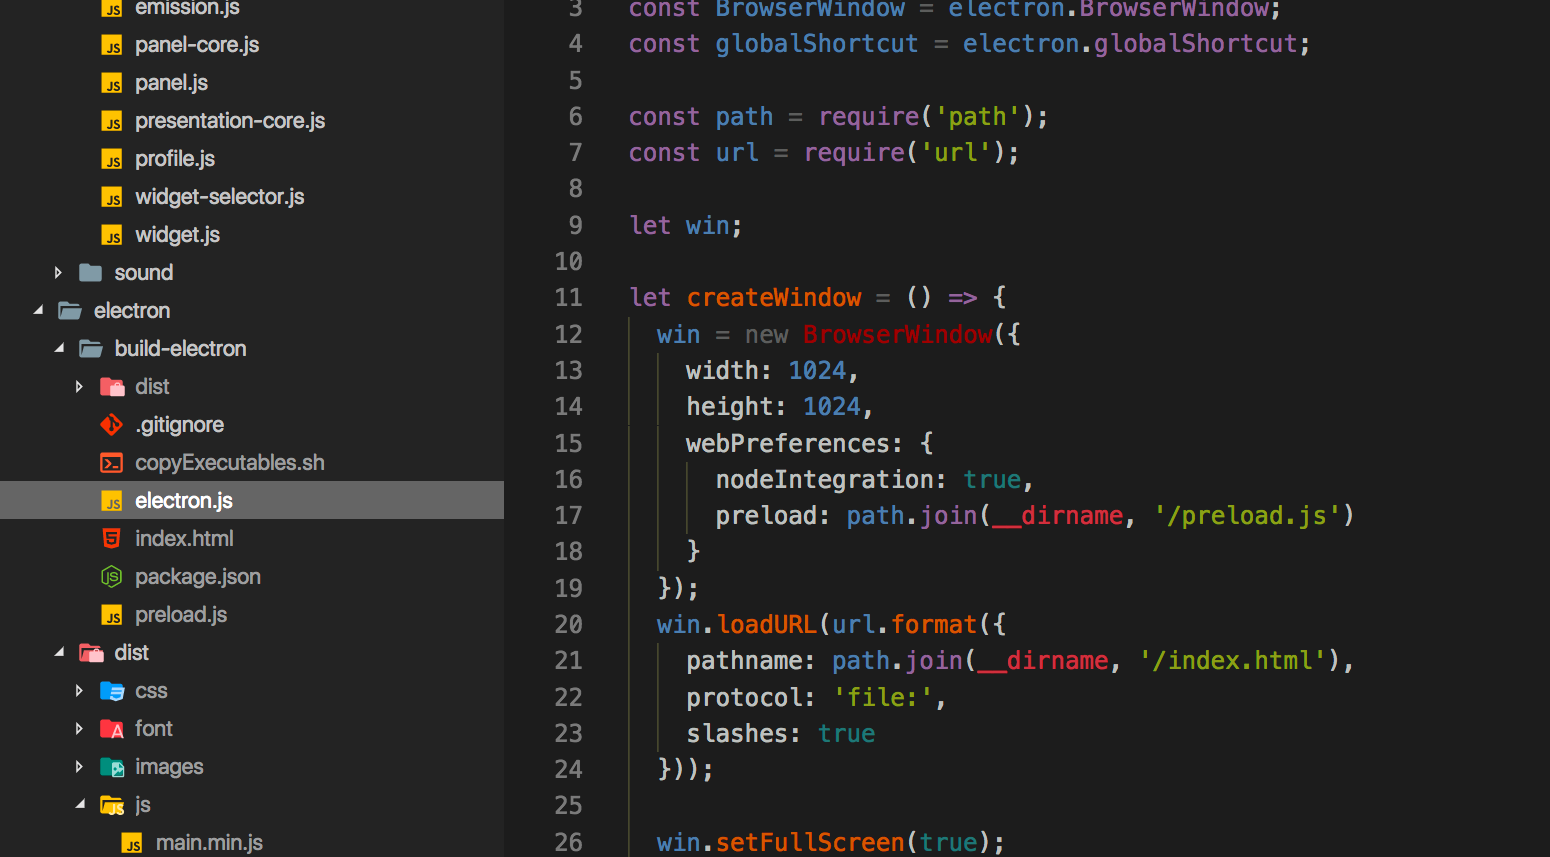 emission.js
panel-core.js
panel.js
presentation-core.js
profile.js
widget-selector.js
widget.js
sound
electron
build-electron
dist
.gitignore
copyExecutables.sh
electron.js
index.html
package.json
preload.js
dist
css
font
images
js
main.min.js
3 const BrowserWindow = electron.BrowserWindow;
4 const globalShortcut = electron.globalShortcut;
5
6 const path = require('path');
7 const url = require('url');
8
9 let win;
10
11 let createWindow = () => {
12   win = new BrowserWindow({
13     width: 1024,
14     height: 1024,
15     webPreferences: {
16       nodeIntegration: true,
17       preload: path.join(__dirname, '/preload.js')
18     }
19   });
20   win.loadURL(url.format({
21     pathname: path.join(__dirname, '/index.html'),
22     protocol: 'file:',
23     slashes: true
24   }));
25
26   win.setFullScreen(true);